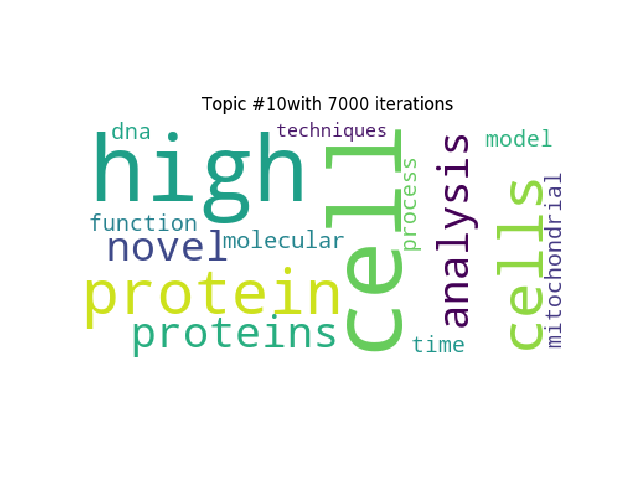 Topic #10with 7000 iterations
dna
techniques
high
cell
process
analysis
model
function
novel
molecular
cells
mitochondrial
protein
proteins
time